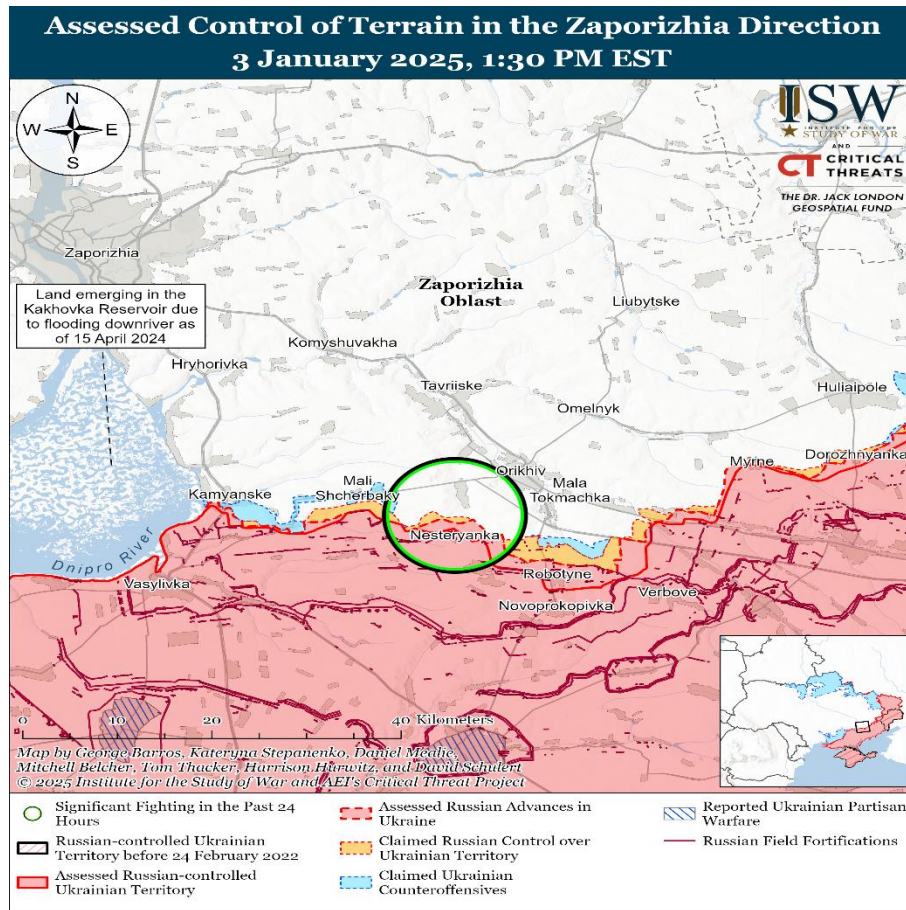 Assessed Control of Terrain in the Zaporizhia Direction
3 January 2025, 1:30 PM EST
N
W
E
S
ISW
INSTITUTE FOR THE
STUDY OF WAR
AND
CT CRITICAL
THREATS
THE DR. JACK LONDON
GEOSPATIAL FUND
Zaporizhia
Land emerging in the
Kakhovka Reservoir due
to flooding downriver as
of 15 April 2024
Zaporizhia
Oblast
Liubytske
Komyshuvakha
Hryhorivka
Tavriiske
Huliaipole
Omelnyk
Orikhiv
Myrne
Dorozhnyanka
Mali
Shcherbaky
Mala
Tokmachka
Kamyanske
Nesteryanka
Dnipro River
Vasylivka
Robotyne
Verbove
Novoprokopivka
0
10
20
40 Kilometers
Map by George Barros, Kateryna Stepanenko, Daniel Mealie,
Mitchell Belcher, Tom Thacker, Harrison Hurwitz, and David Schulert
© 2025 Institute for the Study of War and AEI's Critical Threat Project
Significant Fighting in the Past 24
Hours
Russian-controlled Ukrainian
Territory before 24 February 2022
Assessed Russian-controlled
Ukrainian Territory
Assessed Russian Advances in
Ukraine
Claimed Russian Control over
Ukrainian Territory
Claimed Ukrainian
Counteroffensives
Reported Ukrainian Partisan
Warfare
Russian Field Fortifications